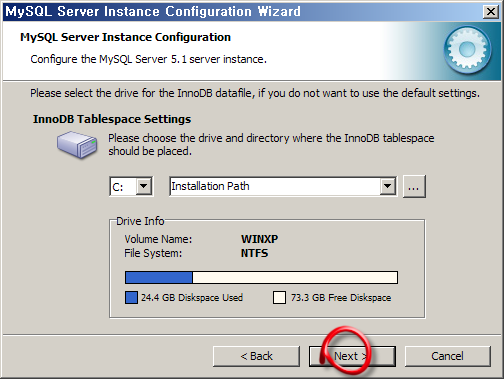 MySQL Server Instance Configuration Wizard
MySQL Server Instance Configuration
Configure the MySQL Server 5.1 server instance.
Please select the drive for the InnoDB datafile, if you do not want to use the default settings.
InnoDB Tablespace Settings
Please choose the drive and directory where the InnoDB tablespace
should be placed.
C: Installation Path ...
Drive Info
Volume Name: WINXP
File System: NTFS
24.4 GB Diskspace Used 73.3 GB Free Diskspace
< Back Next > Cancel